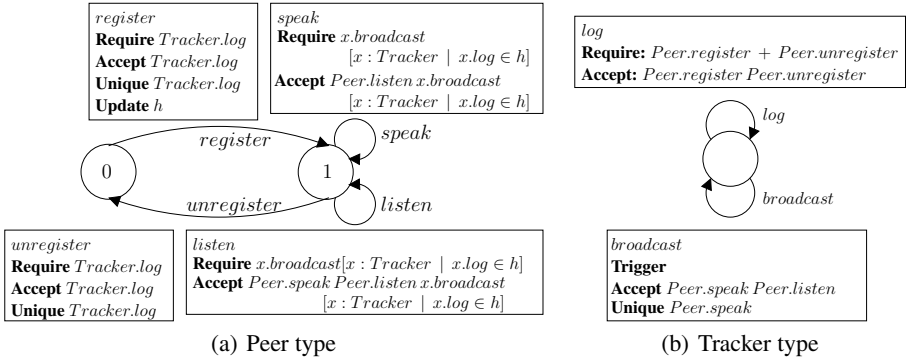 register
Require Tracker.log
Accept Tracker.log
Unique Tracker.log
Update h
speak
Require x.broadcast
[x : Tracker | x.log ∈ h]
Accept Peer.listen x.broadcast
[x : Tracker | x.log ∈ h]
log
Require: Peer.register + Peer.unregister
Accept: Peer.register Peer.unregister
register
speak
0
1
unregister
listen
log
broadcast
unregister
Require Tracker.log
Accept Tracker.log
Unique Tracker.log
listen
Require x.broadcast[x : Tracker | x.log ∈ h]
Accept Peer.speak Peer.listen x.broadcast
[x : Tracker | x.log ∈ h]
broadcast
Trigger
Accept Peer.speak Peer.listen
Unique Peer.speak
(a) Peer type
(b) Tracker type